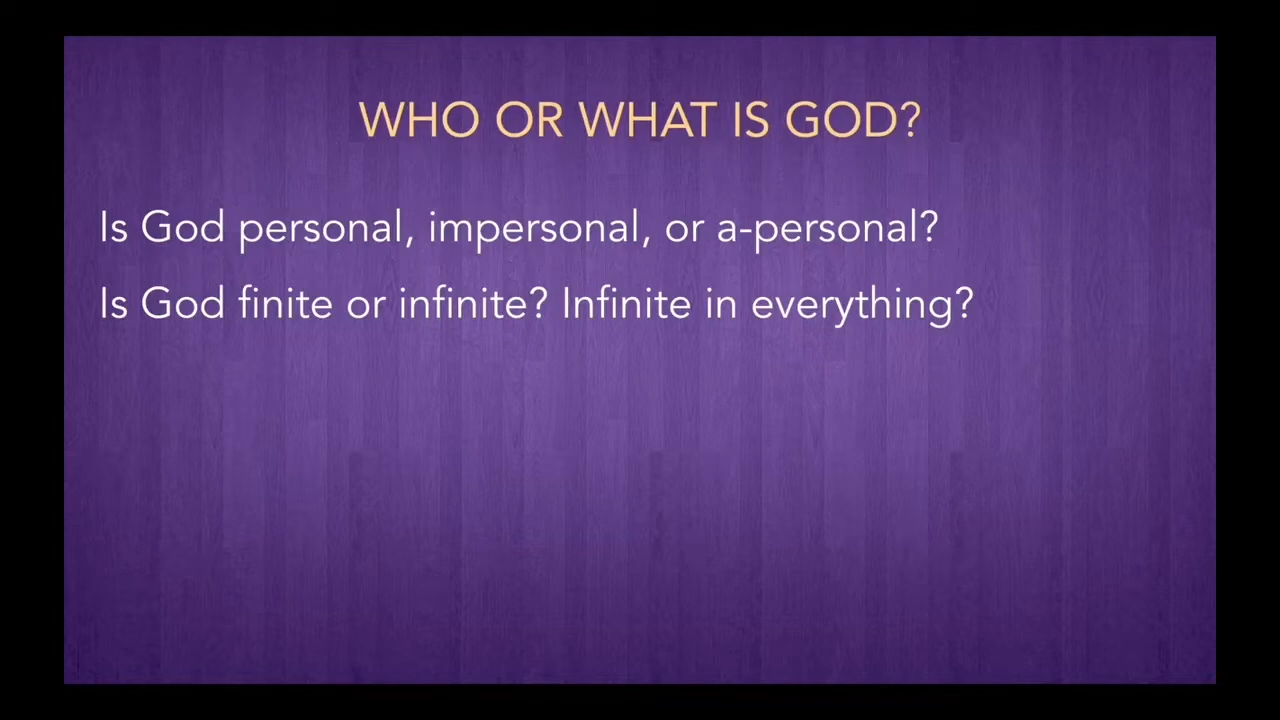 WHO OR WHAT IS GOD?
Is God personal, impersonal, or a-personal?
Is God finite or infinite? Infinite in everything?